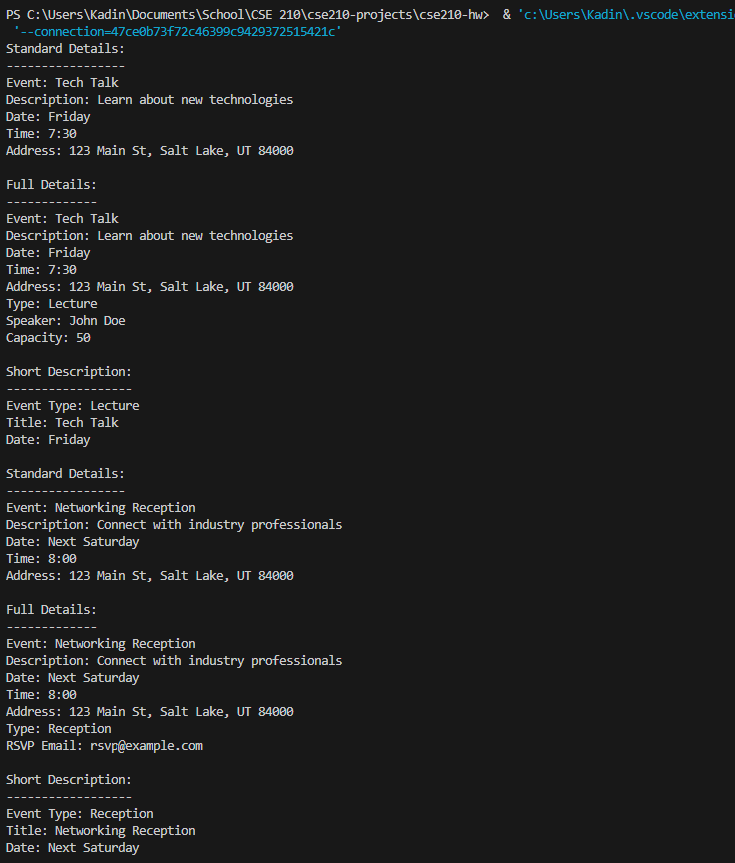 PS C:\Users\Kadin\Documents\School\CSE 210\cse210-projects\cse210-hw>  & 'c:\Users\Kadin\.vscode\extensi
 '--connection=47ce0b73f72c46399c9429372515421c'
Standard Details:
-----------------
Event: Tech Talk
Description: Learn about new technologies
Date: Friday
Time: 7:30
Address: 123 Main St, Salt Lake, UT 84000
Full Details:
-------------
Event: Tech Talk
Description: Learn about new technologies
Date: Friday
Time: 7:30
Address: 123 Main St, Salt Lake, UT 84000
Type: Lecture
Speaker: John Doe
Capacity: 50
Short Description:
------------------
Event Type: Lecture
Title: Tech Talk
Date: Friday
Standard Details:
-----------------
Event: Networking Reception
Description: Connect with industry professionals
Date: Next Saturday
Time: 8:00
Address: 123 Main St, Salt Lake, UT 84000
Full Details:
-------------
Event: Networking Reception
Description: Connect with industry professionals
Date: Next Saturday
Time: 8:00
Address: 123 Main St, Salt Lake, UT 84000
Type: Reception
RSVP Email: rsvp@example.com
Short Description:
------------------
Event Type: Reception
Title: Networking Reception
Date: Next Saturday